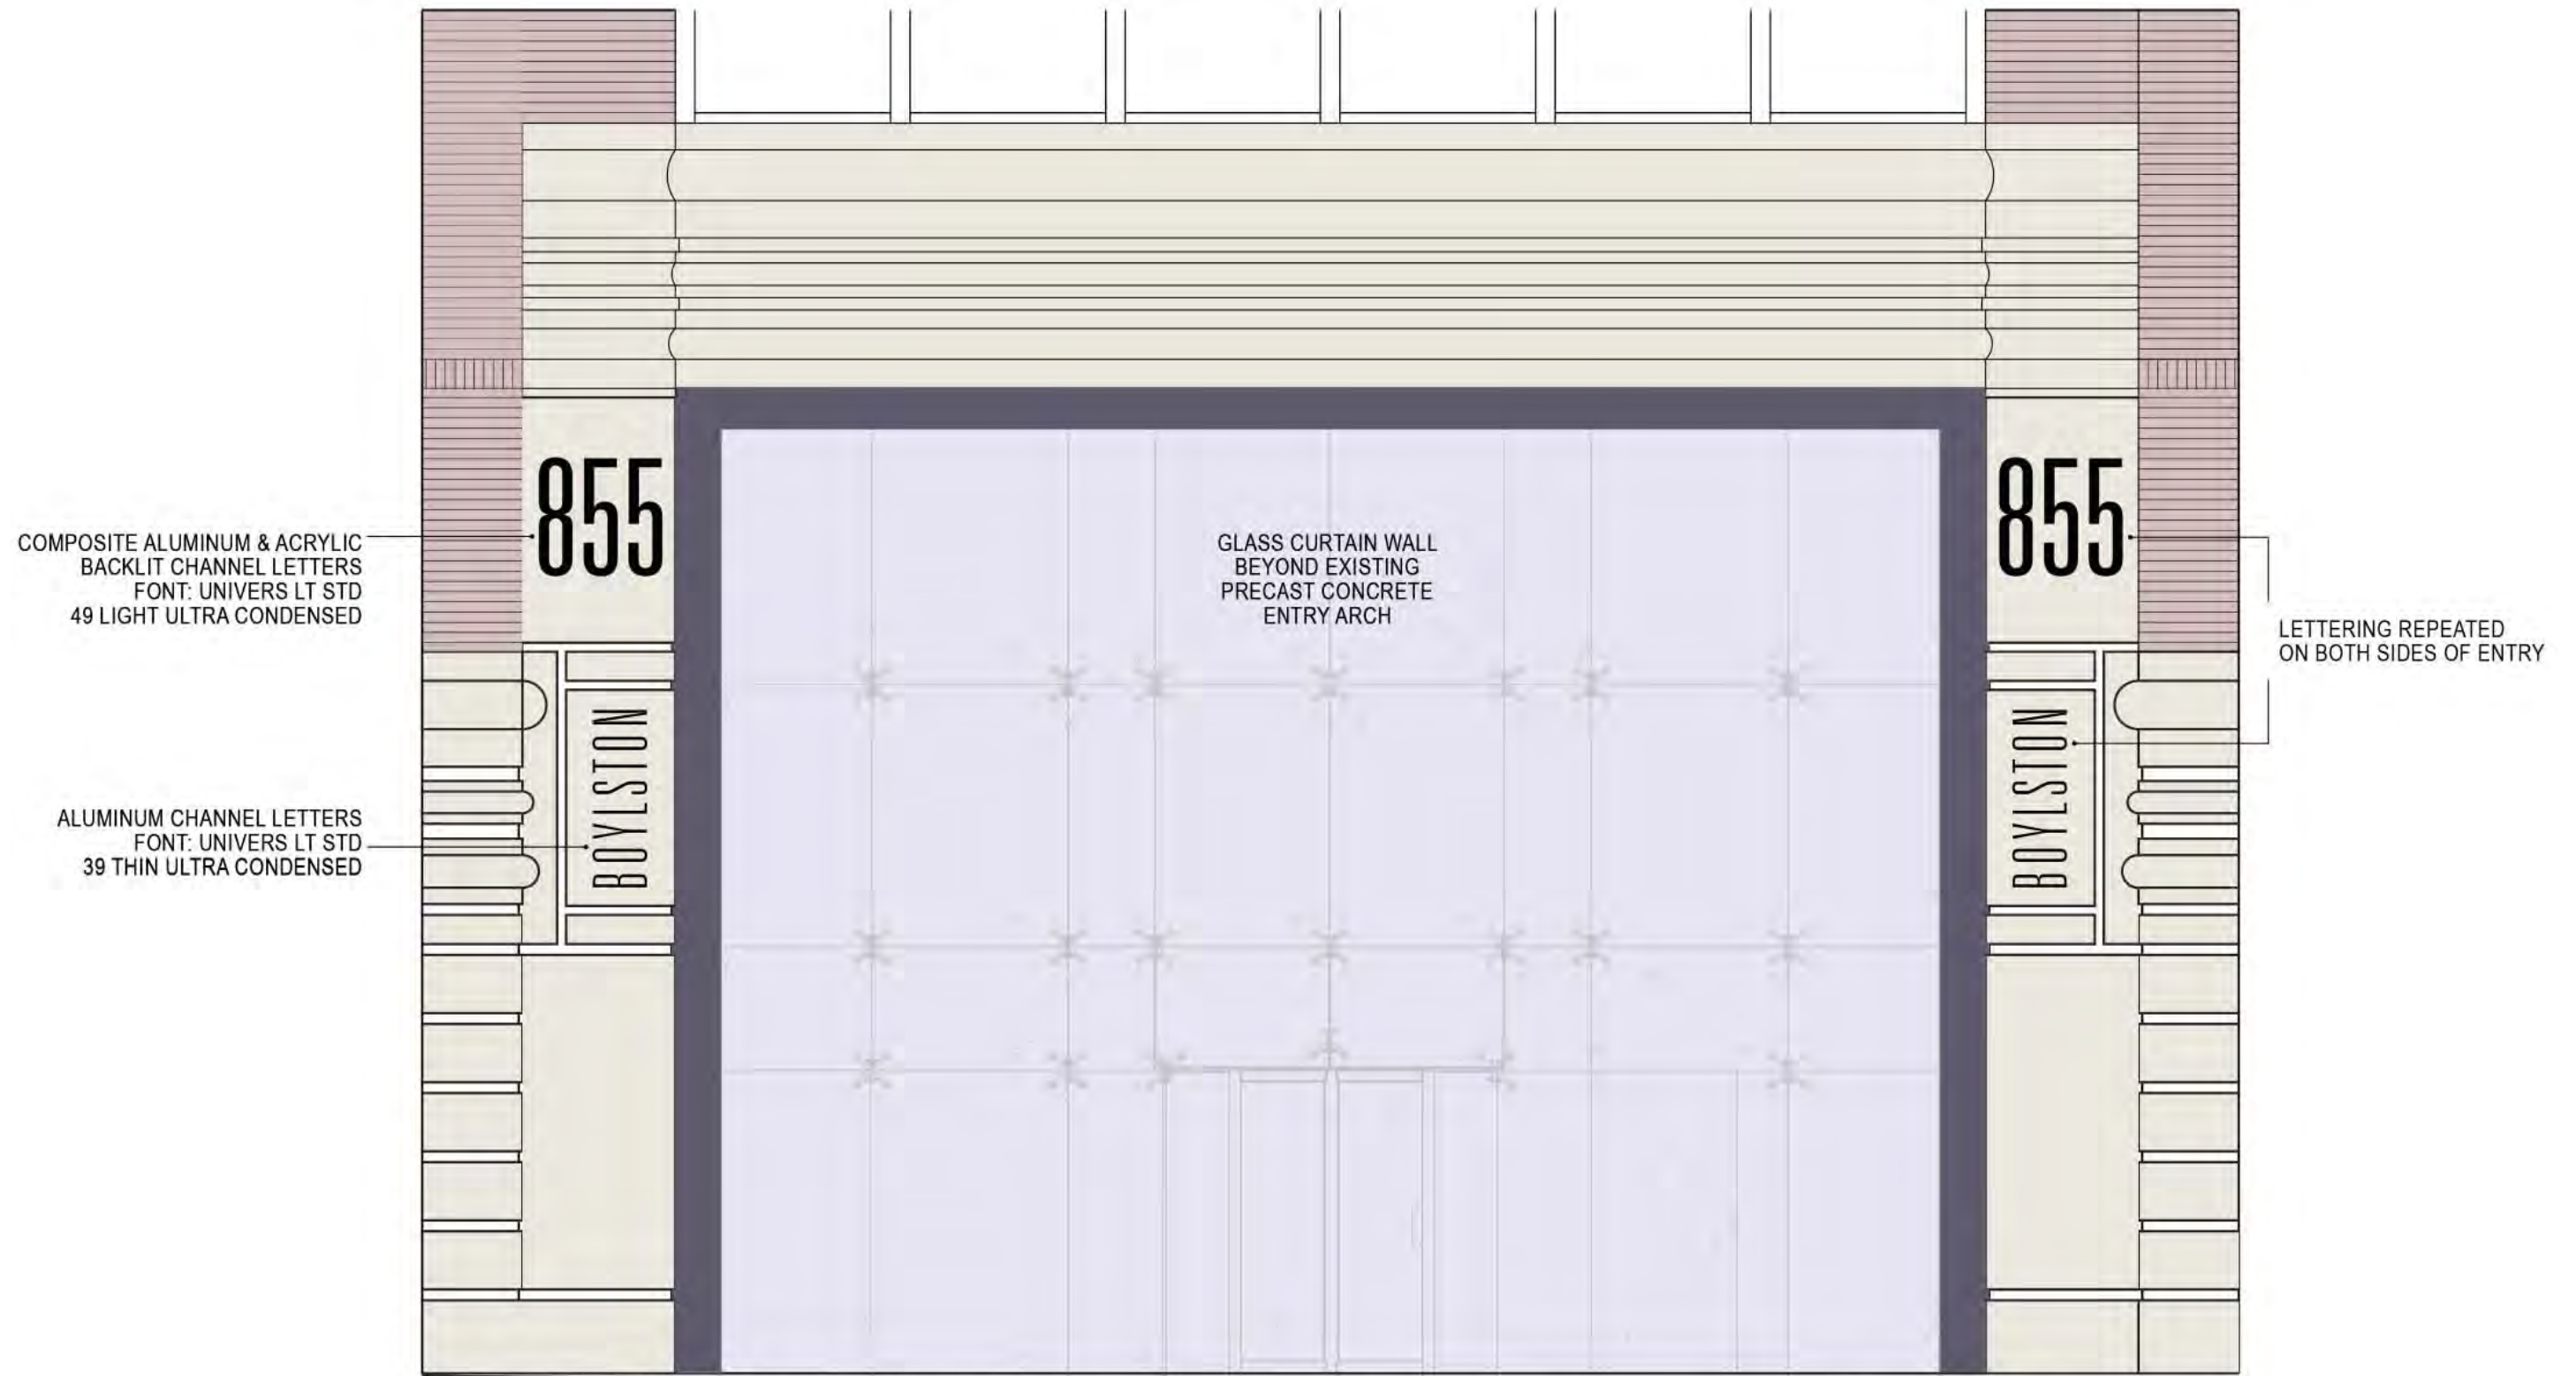 855
855
COMPOSITE ALUMINUM & ACRYLIC
BACKLIT CHANNEL LETTERS
FONT: UNIVERS LT STD
49 LIGHT ULTRA CONDENSED
GLASS CURTAIN WALL
BEYOND EXISTING
PRECAST CONCRETE
ENTRY ARCH
LETTERING REPEATED
ON BOTH SIDES OF ENTRY
BOYLSTON
BOYLSTON
ALUMINUM CHANNEL LETTERS
FONT: UNIVERS LT STD
39 THIN ULTRA CONDENSED